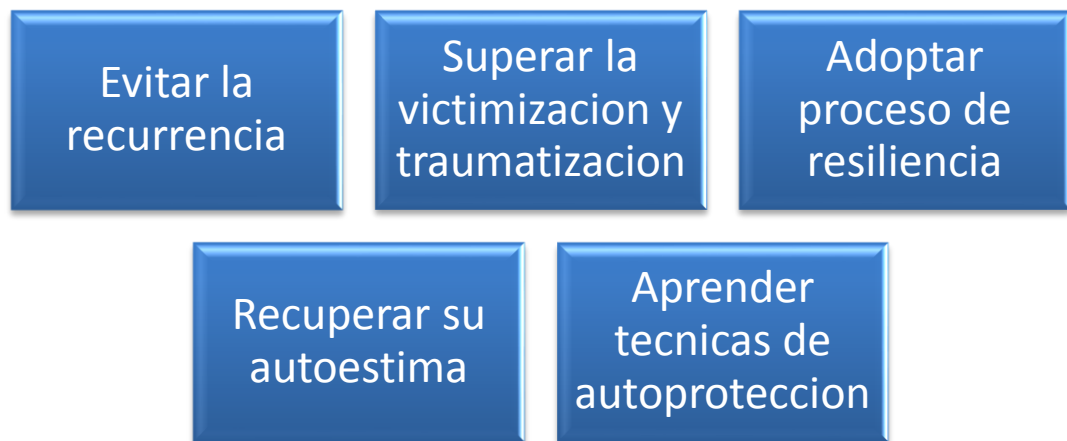 Evitar la
recurrencia
Superar la
victimizacion y
traumatizacion
Adoptar
proceso de
resiliencia
Recuperar su
autoestima
Aprender
tecnicas de
autoproteccion